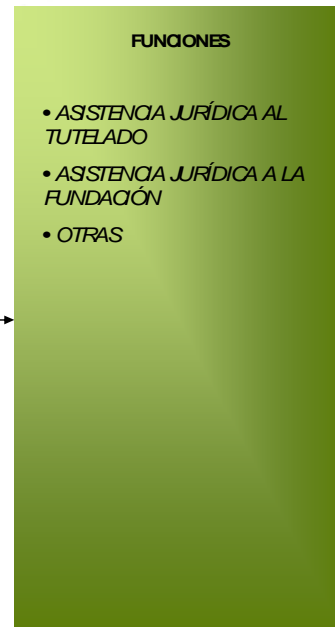 FUNCIONES
• ASISTENCIA JURÍDICA AL
TUTELADO
• ASISTENCIA JURÍDICA A LA
FUNDACIÓN
• OTRAS